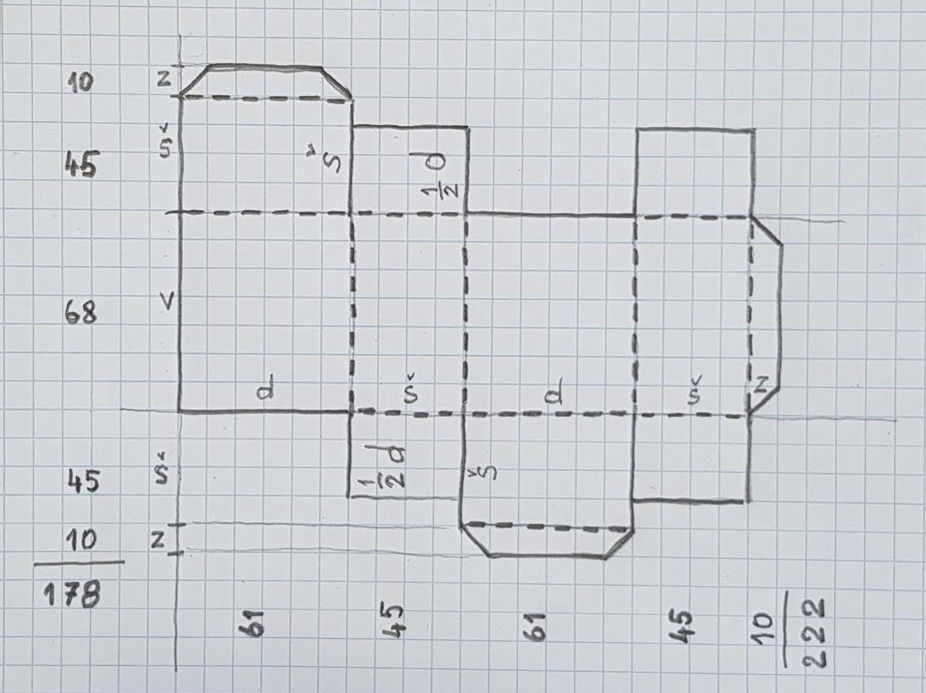 10 z
45 š š ½ d
68 v
d š d š z
45 š ½ d š
10 z
178
61 45 61 45 10
222